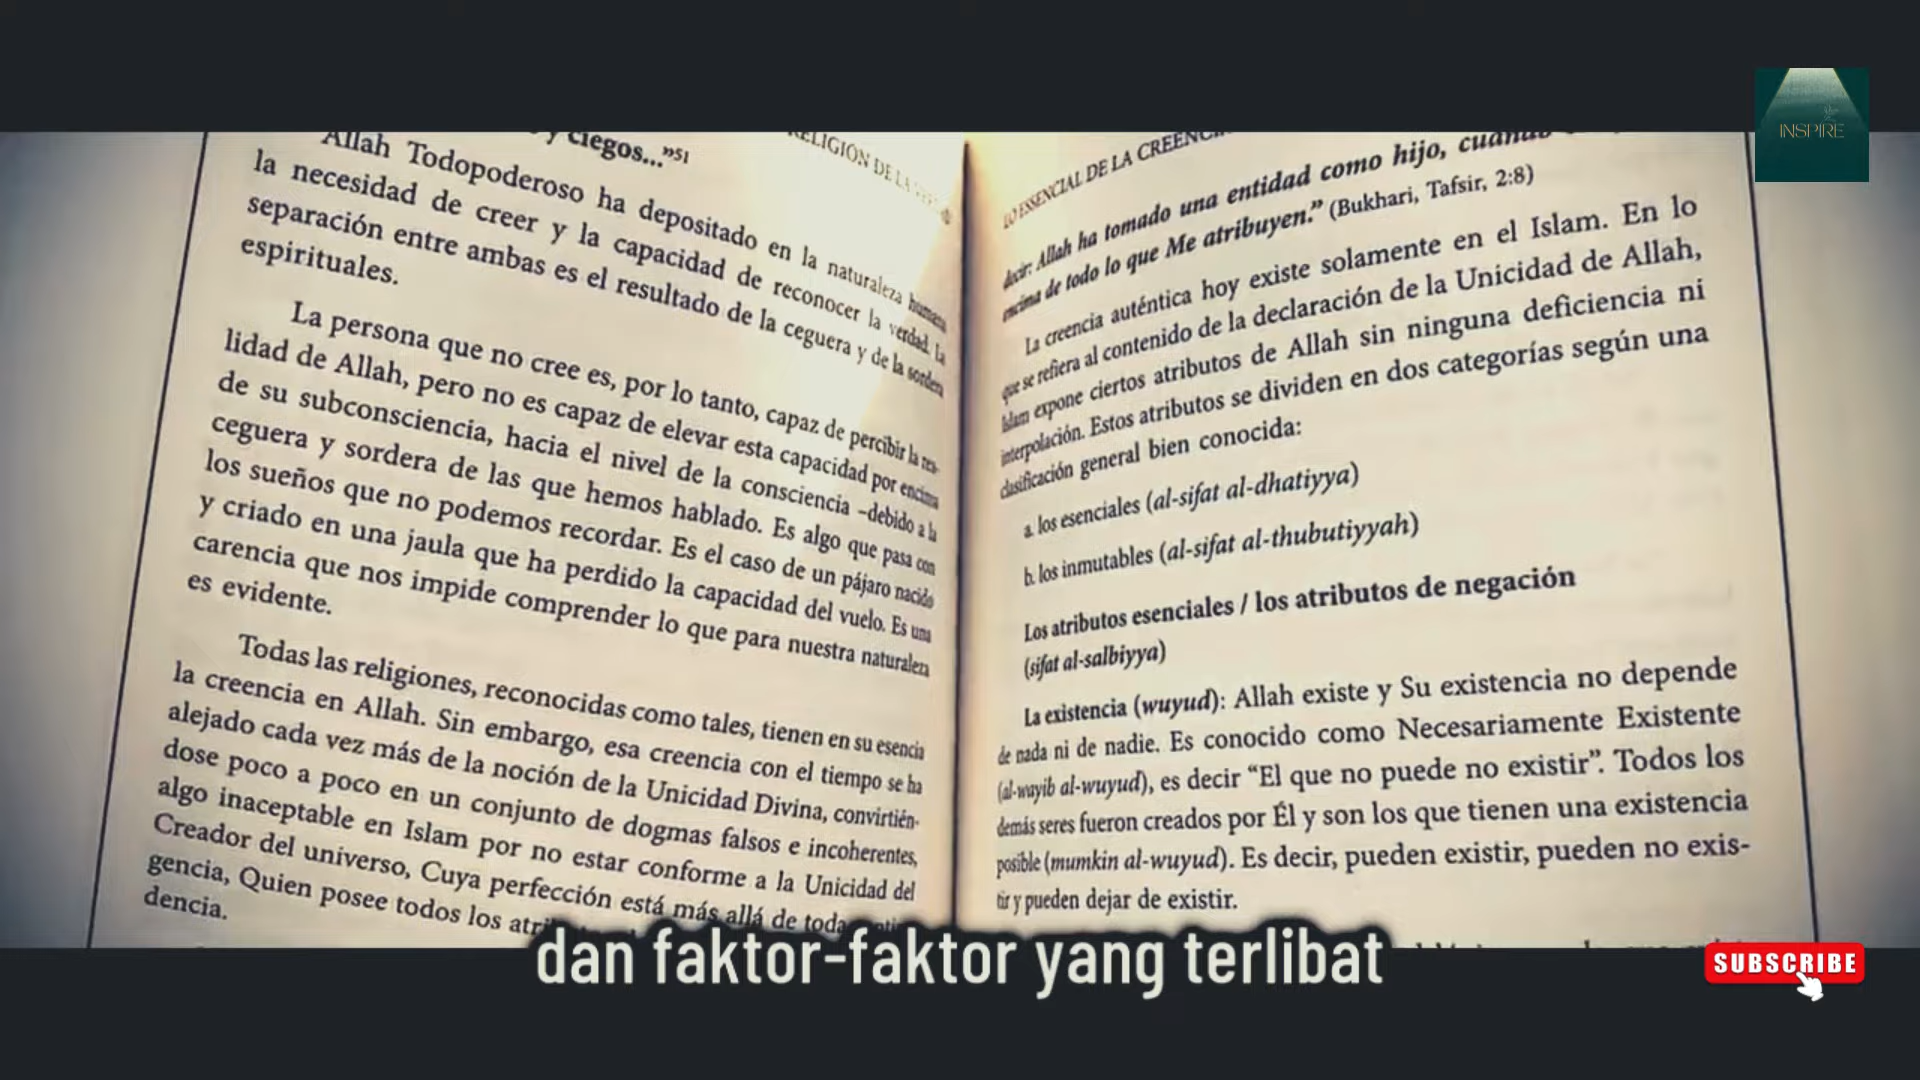 y ciegos...”51
Allah Todopoderoso ha depositado en la naturaleza humana
la necesidad de creer y la capacidad de reconocer la verdad. La
separación entre ambas es el resultado de la ceguera y de la sordera
espirituales.
La persona que no cree es, por lo tanto, capaz de percibir la rea-
lidad de Allah, pero no es capaz de elevar esta capacidad por encima
de su subconsciencia, hacia el nivel de la consciencia –debido a la
ceguera y sordera de las que hemos hablado. Es algo que pasa con
los sueños que no podemos recordar. Es el caso de un pájaro nacido
y criado en una jaula que ha perdido la capacidad del vuelo. Es una
carencia que nos impide comprender lo que para nuestra naturaleza
es evidente.
Todas las religiones, reconocidas como tales, tienen en su esencia
la creencia en Allah. Sin embargo, esa creencia con el tiempo se ha
alejado cada vez más de la noción de la Unicidad Divina, convirtién-
dose poco a poco en un conjunto de dogmas falsos e incoherentes,
algo inaceptable en Islam por no estar conforme a la Unicidad del
Creador del universo, Cuya perfección está más allá de toda
gencia, Quien posee todos los
dencia.
RELIGIÓN DE LA
LO ESSENCIAL DE LA
decir: Allah ha tomado una entidad como hijo, cuando
encima de todo lo que Me atribuyen.” (Bukhari, Tafsir, 2:8)
La creencia auténtica hoy existe solamente en el Islam. En lo
que se refiera al contenido de la declaración de la Unicidad de Allah,
Islam expone ciertos atributos de Allah sin ninguna deficiencia ni
interpolación. Estos atributos se dividen en dos categorías según una
clasificación general bien conocida:
a. los esenciales (al-sifat al-dhatiyya)
b. los inmutables (al-sifat al-thubutiyyah)
Los atributos esenciales / los atributos de negación
(sifat al-salbiyya)
La existencia (wuyud): Allah existe y Su existencia no depende
de nada ni de nadie. Es conocido como Necesariamente Existente
(al-wayib al-wuyud), es decir “El que no puede no existir”. Todos los
demás seres fueron creados por Él y son los que tienen una existencia
posible (mumkin al-wuyud). Es decir, pueden existir, pueden no exis-
tir y pueden dejar de existir.
INSPIRE
dan faktor-faktor yang terlibat
SUBSCRIBE